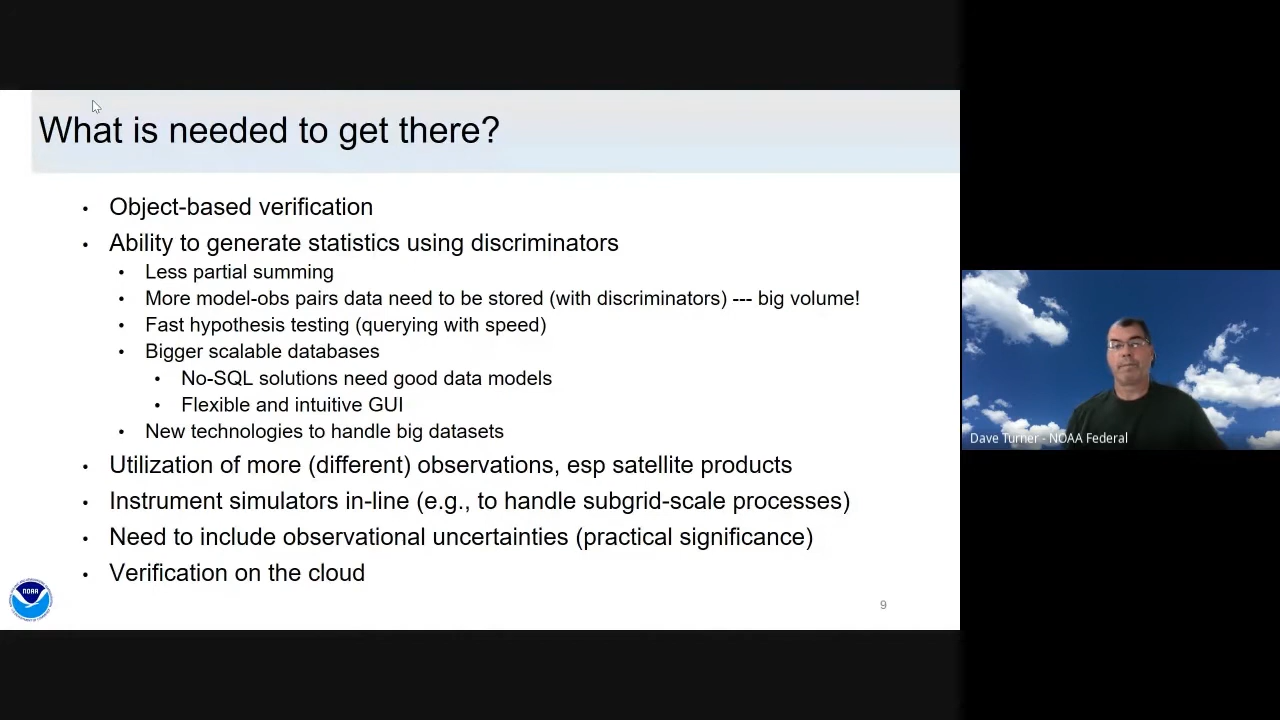 What is needed to get there?
• Object-based verification
• Ability to generate statistics using discriminators
• Less partial summing
• More model-obs pairs data need to be stored (with discriminators) --- big volume!
• Fast hypothesis testing (querying with speed)
• Bigger scalable databases
• No-SQL solutions need good data models
• Flexible and intuitive GUI
• New technologies to handle big datasets
• Utilization of more (different) observations, esp satellite products
• Instrument simulators in-line (e.g., to handle subgrid-scale processes)
• Need to include observational uncertainties (practical significance)
• Verification on the cloud
NOAA
9
Dave Turner - NOAA Federal